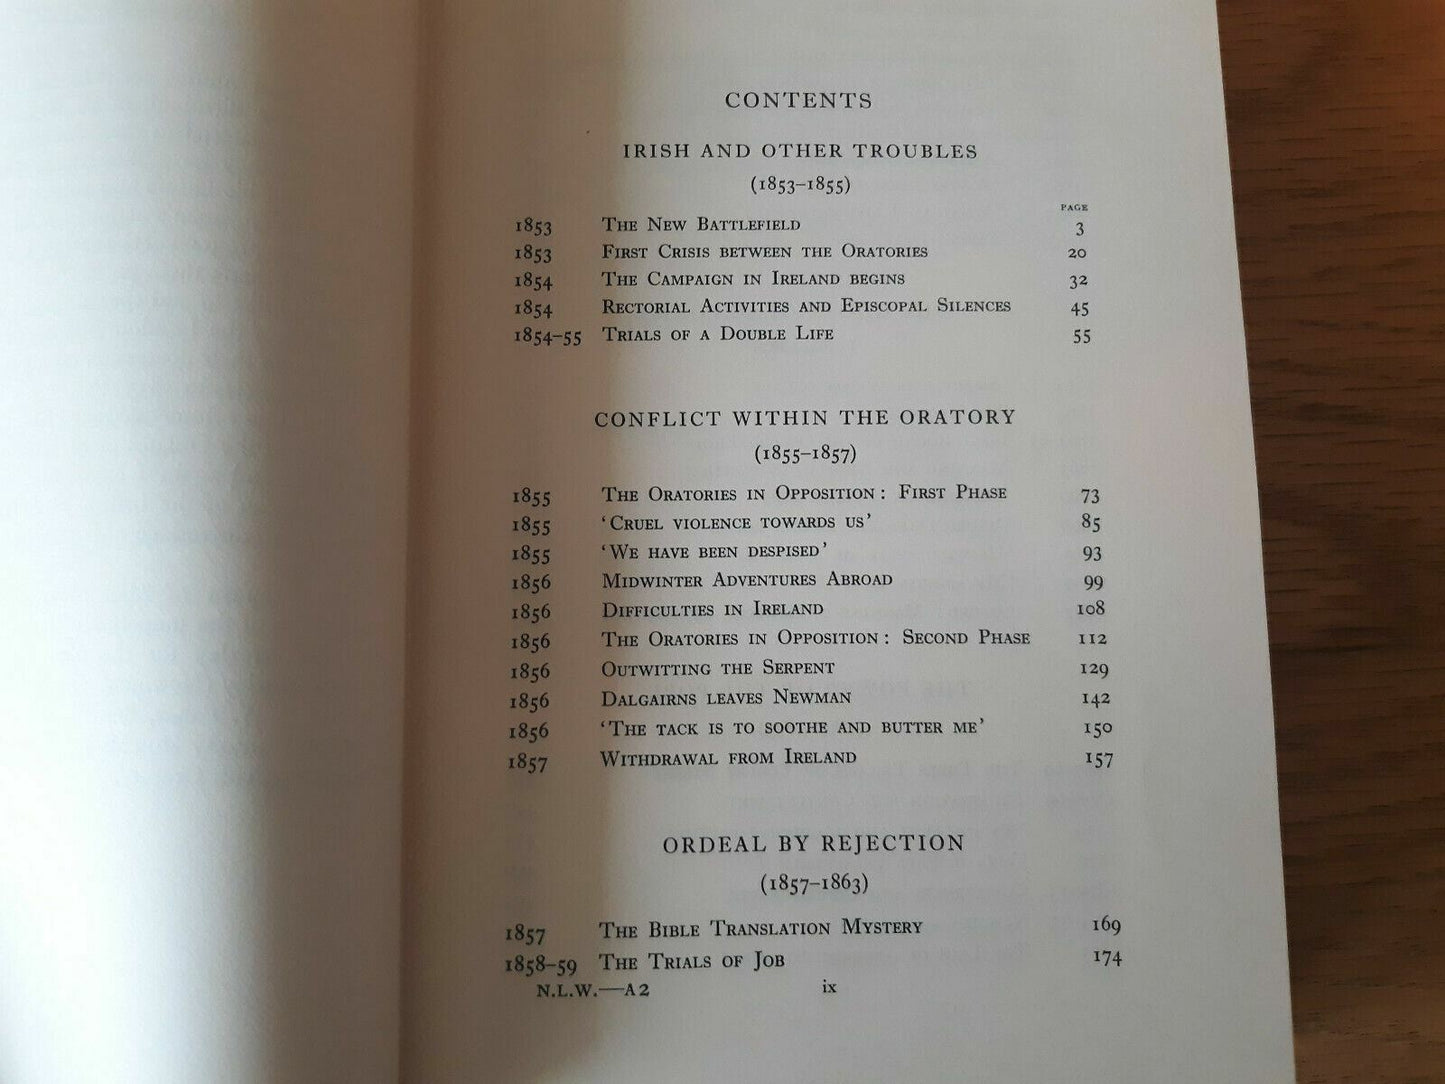 CONTENTS
IRISH AND OTHER TROUBLES
(1853–1855)
PAGE
1853 THE NEW BATTLEFIELD 3
1853 FIRST CRISIS BETWEEN THE ORATORIES 20
1854 THE CAMPAIGN IN IRELAND BEGINS 32
1854 RECTORIAL ACTIVITIES AND EPISCOPAL SILENCES 45
1854–55 TRIALS OF A DOUBLE LIFE 55
CONFLICT WITHIN THE ORATORY
(1855–1857)
1855 THE ORATORIES IN OPPOSITION: FIRST PHASE 73
1855 ‘CRUEL VIOLENCE TOWARDS US’ 85
1855 ‘WE HAVE BEEN DESPISED’ 93
1856 MIDWINTER ADVENTURES ABROAD 99
1856 DIFFICULTIES IN IRELAND 108
1856 THE ORATORIES IN OPPOSITION: SECOND PHASE 112
1856 OUTWITTING THE SERPENT 129
1856 DALGAIRNS LEAVES NEWMAN 142
1856 ‘THE TACK IS TO SOOTHE AND BUTTER ME’ 150
1857 WITHDRAWAL FROM IRELAND 157
ORDEAL BY REJECTION
(1857–1863)
1857 THE BIBLE TRANSLATION MYSTERY 169
1858–59 THE TRIALS OF JOB 174
N.L.W.—A2 ix